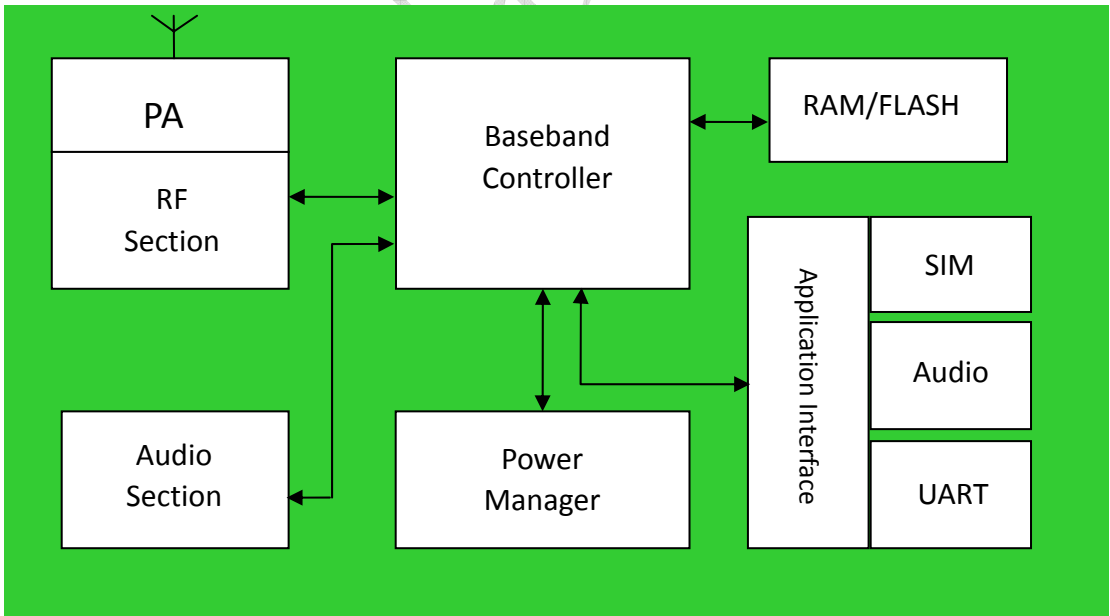 PA
RF
Section
Baseband
Controller
RAM/FLASH
Application Interface
SIM
Audio
UART
Audio
Section
Power
Manager